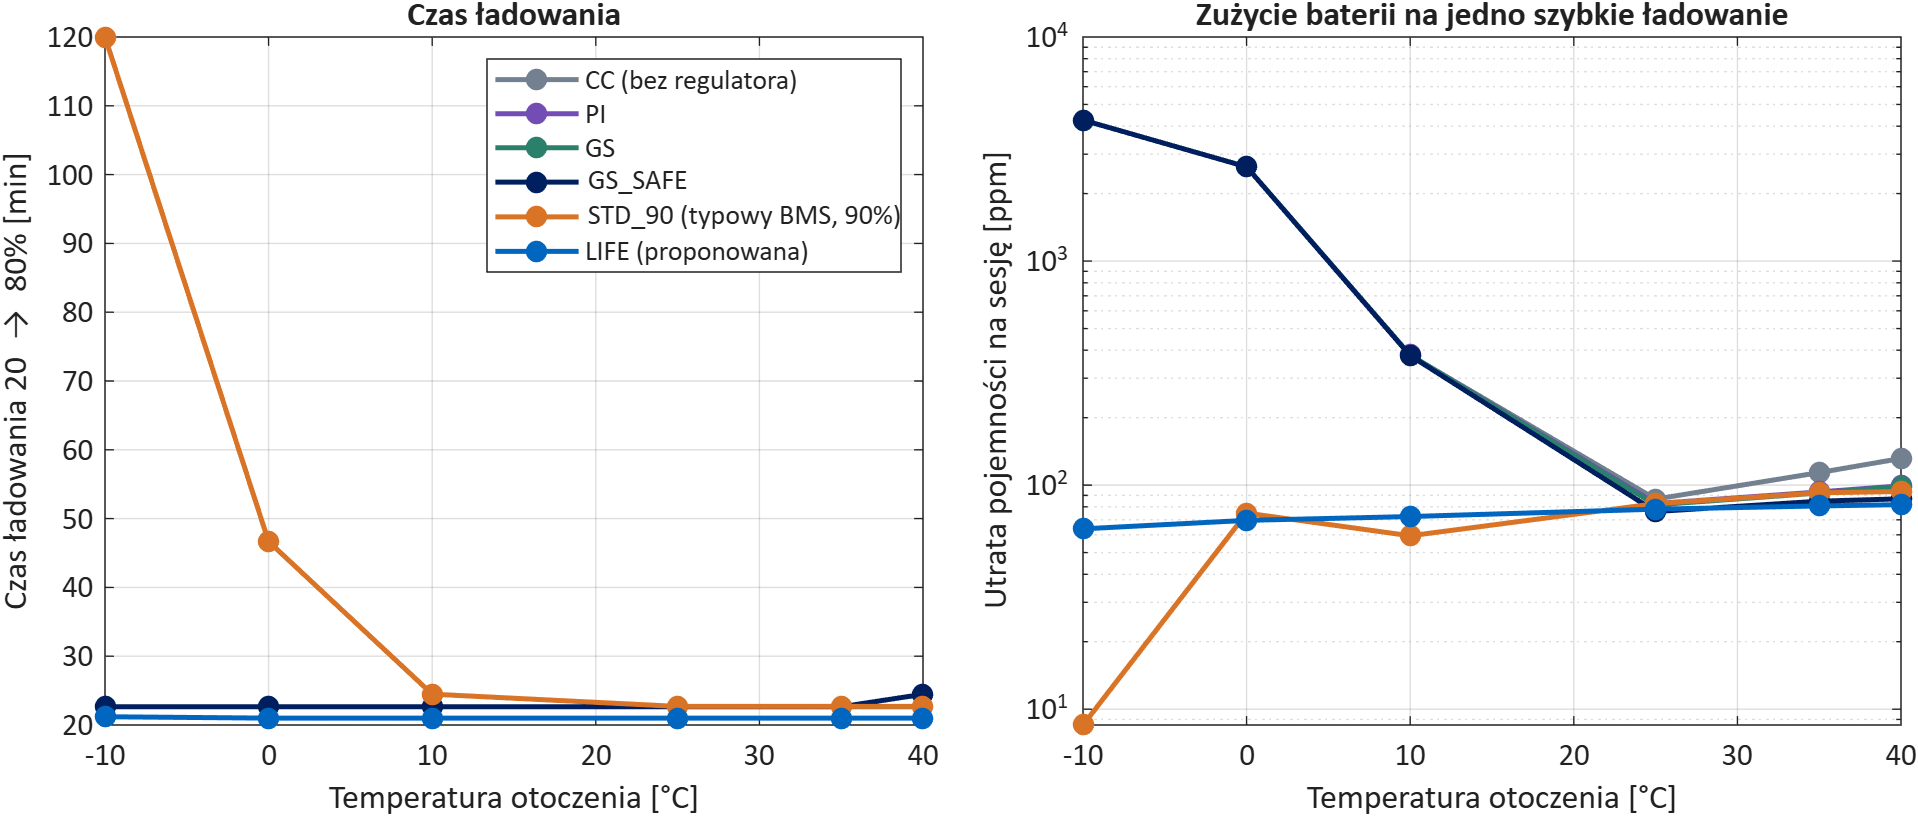 Czas ładowania
Czas ładowania 20 → 80% [min]
120
110
100
90
80
70
60
50
40
30
20
-10 0 10 20 30 40
Temperatura otoczenia [°C]
CC (bez regulatora)
PI
GS
GS_SAFE
STD_90 (typowy BMS, 90%)
LIFE (proponowana)
Zużycie baterii na jedno szybkie ładowanie
Utrata pojemności na sesję [ppm]
10⁴
10³
10²
10¹
-10 0 10 20 30 40
Temperatura otoczenia [°C]